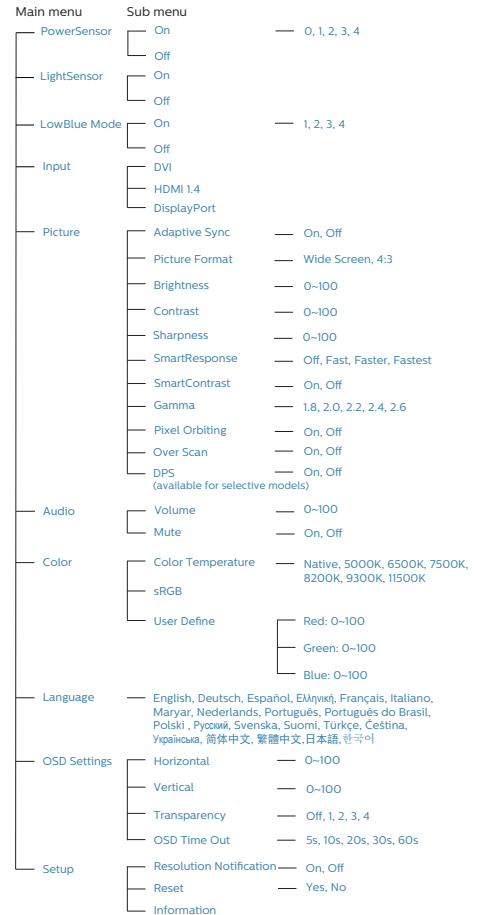 Main menu Sub menu
PowerSensor On 0, 1, 2, 3, 4
Off
LightSensor On
Off
LowBlue Mode On 1, 2, 3, 4
Off
Input DVI
HDMI 1.4
DisplayPort
Picture Adaptive Sync On, Off
Picture Format Wide Screen, 4:3
Brightness 0~100
Contrast 0~100
Sharpness 0~100
SmartResponse Off, Fast, Faster, Fastest
SmartContrast On, Off
Gamma 1.8, 2.0, 2.2, 2.4, 2.6
Pixel Orbiting On, Off
Over Scan On, Off
DPS On, Off
(available for selective models)
Audio Volume 0~100
Mute On, Off
Color Color Temperature Native, 5000K, 6500K, 7500K,
8200K, 9300K, 11500K
sRGB
User Define Red: 0~100
Green: 0~100
Blue: 0~100
Language English, Deutsch, Español, Ελληνική, Français, Italiano,
Maryar, Nederlands, Português, Português do Brasil,
Polski , Русский, Svenska, Suomi, Türkçe, Čeština,
Українська, 简体中文, 繁體中文,日本語,한국어
OSD Settings Horizontal 0~100
Vertical 0~100
Transparency Off, 1, 2, 3, 4
OSD Time Out 5s, 10s, 20s, 30s, 60s
Setup Resolution Notification On, Off
Reset Yes, No
Information